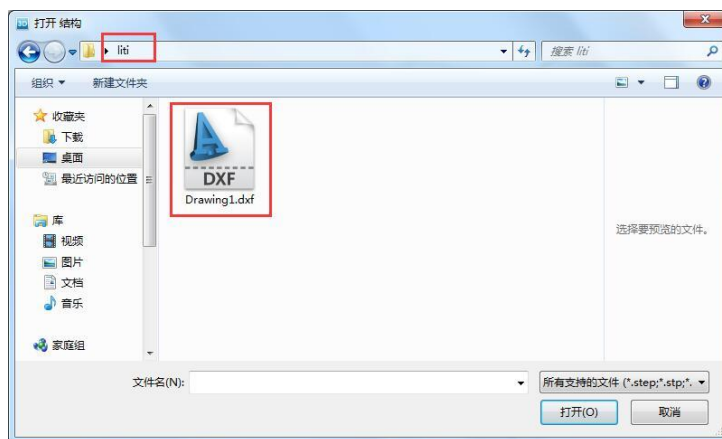 3D 打开 结构
liti
搜索 liti
组织 新建文件夹
收藏夹
下载
桌面
最近访问的位置
库
视频
图片
文档
音乐
家庭组
A
DXF
Drawing1.dxf
选择要预览的文件。
文件名(N):
所有支持的文件 (*.step;*.stp;*.
打开(O) 取消